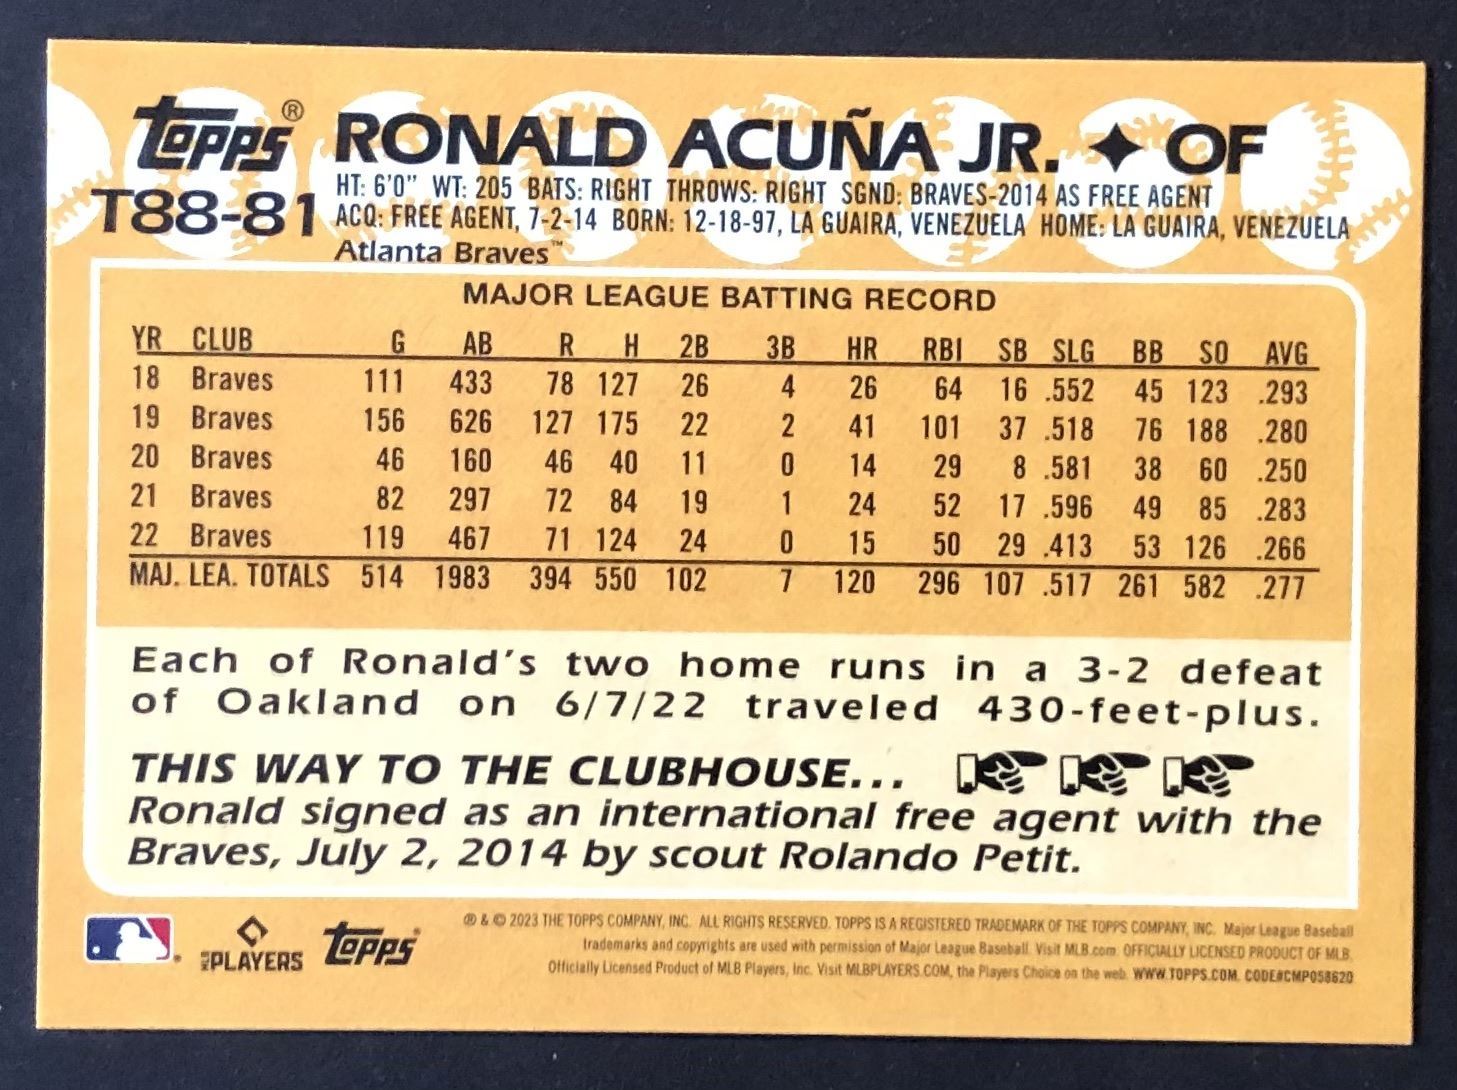 Topps®
RONALD ACUÑA JR. ✦ OF
T88-81
HT: 6'0" WT: 205 BATS: RIGHT THROWS: RIGHT SGND: BRAVES-2014 AS FREE AGENT
ACQ: FREE AGENT, 7-2-14 BORN: 12-18-97, LA GUAIRA, VENEZUELA HOME: LA GUAIRA, VENEZUELA
Atlanta Braves™
MAJOR LEAGUE BATTING RECORD
YR CLUB G AB R H 2B 3B HR RBI SB SLG BB SO AVG
18 Braves 111 433 78 127 26 4 26 64 16 .552 45 123 .293
19 Braves 156 626 127 175 22 2 41 101 37 .518 76 188 .280
20 Braves 46 160 46 40 11 0 14 29 8 .581 38 60 .250
21 Braves 82 297 72 84 19 1 24 52 17 .596 49 85 .283
22 Braves 119 467 71 124 24 0 15 50 29 .413 53 126 .266
MAJ. LEA. TOTALS 514 1983 394 550 102 7 120 296 107 .517 261 582 .277
Each of Ronald's two home runs in a 3-2 defeat
of Oakland on 6/7/22 traveled 430-feet-plus.
THIS WAY TO THE CLUBHOUSE...
Ronald signed as an international free agent with the
Braves, July 2, 2014 by scout Rolando Petit.
PLAYERS
Topps
® & © 2023 THE TOPPS COMPANY, INC. ALL RIGHTS RESERVED. TOPPS IS A REGISTERED TRADEMARK OF THE TOPPS COMPANY, INC. Major League Baseball
trademarks and copyrights are used with permission of Major League Baseball. Visit MLB.com. OFFICIALLY LICENSED PRODUCT OF MLB.
Officially Licensed Product of MLB Players, Inc. Visit MLBPLAYERS.COM, the Players Choice on the web. WWW.TOPPS.COM. CODE#CMP058620